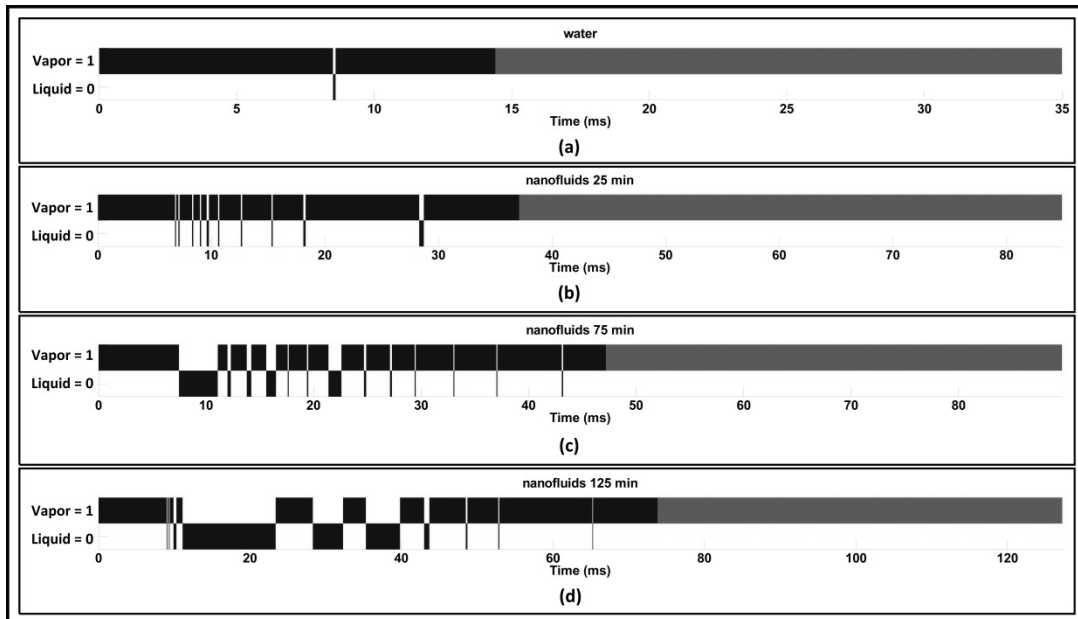 water
Vapor = 1
Liquid = 0
0 5 10 15 20 25 30 35
Time (ms)
(a)
nanofluids 25 min
Vapor = 1
Liquid = 0
0 10 20 30 40 50 60 70 80
Time (ms)
(b)
nanofluids 75 min
Vapor = 1
Liquid = 0
0 10 20 30 40 50 60 70 80
Time (ms)
(c)
nanofluids 125 min
Vapor = 1
Liquid = 0
0 20 40 60 80 100 120
Time (ms)
(d)